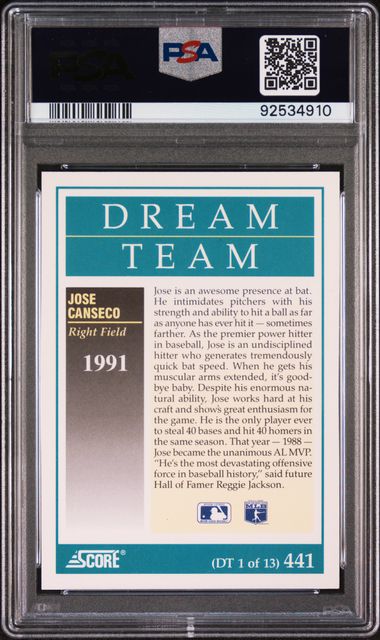 PSA
PSA
92534910
DREAM
TEAM
JOSE
CANSECO
Right Field
1991
Jose is an awesome presence at bat.
He intimidates pitchers with his
strength and ability to hit a ball as far
as anyone has ever hit it — sometimes
farther. As the premier power hitter
in baseball, Jose is an undisciplined
hitter who generates tremendously
quick bat speed. When he gets his
muscular arms extended, it's good-
bye baby. Despite his enormous na-
tural ability, Jose works hard at his
craft and shows great enthusiasm for
the game. He is the only player ever
to steal 40 bases and hit 40 homers in
the same season. That year — 1988 —
Jose became the unanimous AL MVP.
"He's the most devastating offensive
force in baseball history," said future
Hall of Famer Reggie Jackson.
SCORE®
(DT 1 of 13) 441